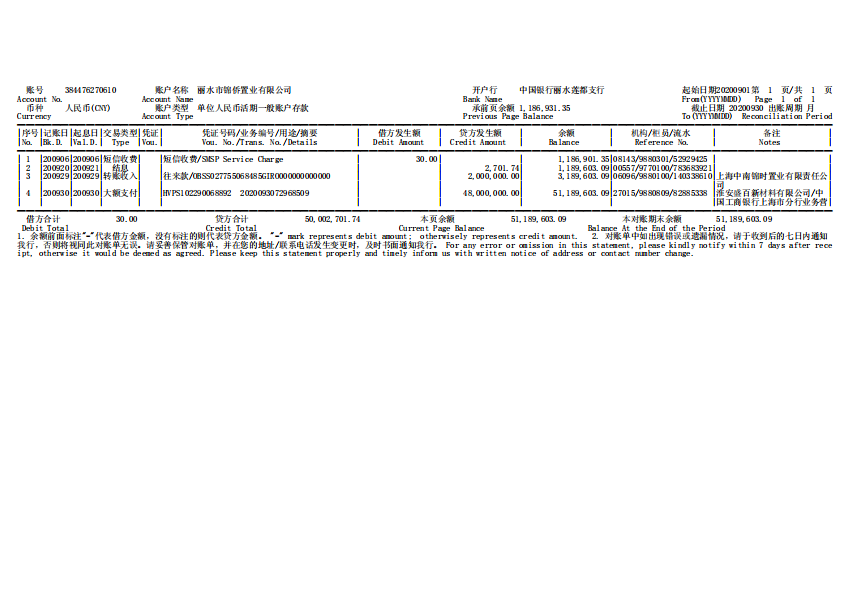 账号 384476270610 账户名称 丽水市锦侨置业有限公司 开户行 中国银行丽水莲都支行 起始日期20200901第 1 页/共 1 页
Account No. Account Name Bank Name From(YYYYMMDD) Page 1 of 1
币种 人民币(CNY) 账户类型 单位人民币活期一般账户存款 承前页余额 1,186,931.35 截止日期 20200930 出账周期 月
Currency Account Type Previous Page Balance To(YYYYMMDD) Reconciliation Period
序号 记账日 起息日 交易类型 凭证 凭证号码/业务编号/用途/摘要 借方发生额 贷方发生额 余额 机构/柜员/流水 备注
No. Bk.D. Val.D. Type Vou. Vou. No./Trans. No./Details Debit Amount Credit Amount Balance Reference No. Notes
1 200906 200906 短信收费 短信收费/SMSP Service Charge 30.00 1,186,901.35 08143/9880301/52929425
2 200920 200921 结息 2,701.74 1,189,603.09 00557/9770100/783683921
3 200929 200929 转账收入 往来款/OBSS027755068485GIR0000000000000 2,000,000.00 3,189,603.09 06096/9880100/140338610 上海中南锦时置业有限责任公
司
4 200930 200930 大额支付 HVPS102290068892 2020093072968509 48,000,000.00 51,189,603.09 27015/9880809/82885338 淮安盛百新材料有限公司/中
国工商银行上海市分行业务营
借方合计 30.00 贷方合计 50,002,701.74 本页余额 51,189,603.09 本对账期末余额 51,189,603.09
Debit Total Credit Total Current Page Balance Balance At the End of the Period
1. 余额前面标注"-"代表借方金额，没有标注的则代表贷方金额。 "-" mark represents debit amount; otherwisely represents credit amount. 2. 对账单中如出现错误或遗漏情况，请于收到后的七日内通知
我行，否则将视同此对账单无误。请妥善保管对账单，并在您的地址/联系电话发生变更时，及时书面通知我行。 For any error or omission in this statement, please kindly notify within 7 days after rece
ipt, otherwise it would be deemed as agreed. Please keep this statement properly and timely inform us with written notice of address or contact number change.